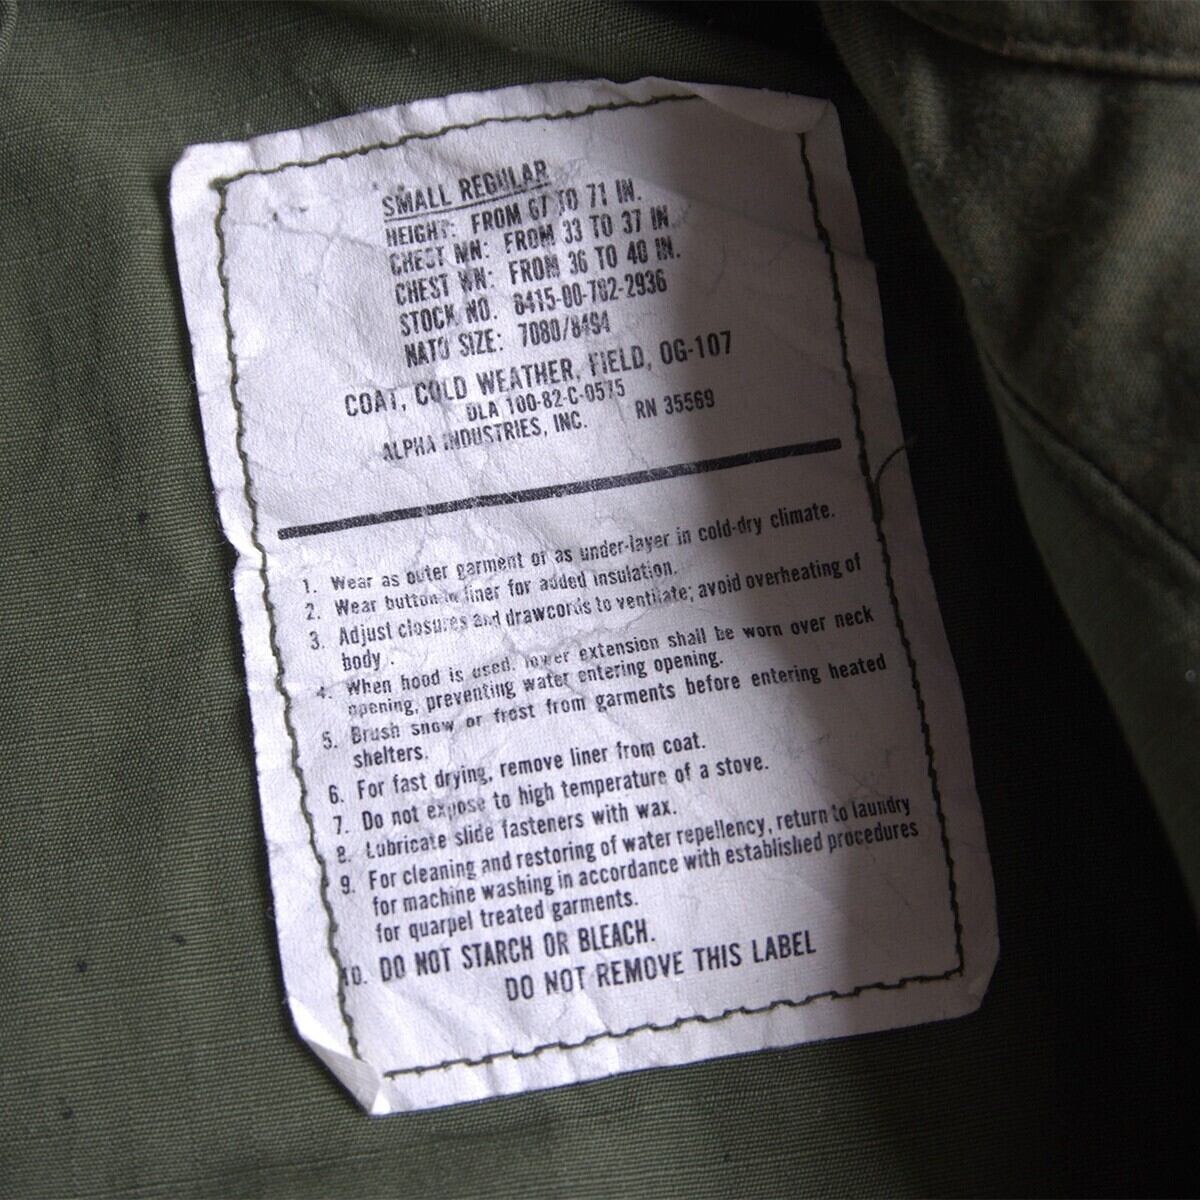 SMALL REGULAR
HEIGHT: FROM 67 TO 71 IN.
CHEST MN: FROM 33 TO 37 IN.
CHEST WN: FROM 36 TO 40 IN.
STOCK NO. 8415-00-782-2936
NATO SIZE: 7080/8494
COAT, COLD WEATHER, FIELD, OG-107
DLA 100-82-C-0575
ALPHA INDUSTRIES, INC. RN 35569
1. Wear as outer garment or as under-layer in cold-dry climate.
2. Wear button-in liner for added insulation.
3. Adjust closures and drawcords to ventilate; avoid overheating of
body.
4. When hood is used, lower extension shall be worn over neck
opening, preventing water entering opening.
5. Brush snow or frost from garments before entering heated
shelters.
6. For fast drying, remove liner from coat.
7. Do not expose to high temperature of a stove.
8. Lubricate slide fasteners with wax.
9. For cleaning and restoring of water repellency, return to laundry
for machine washing in accordance with established procedures
for quarpel treated garments.
10. DO NOT STARCH OR BLEACH.
DO NOT REMOVE THIS LABEL